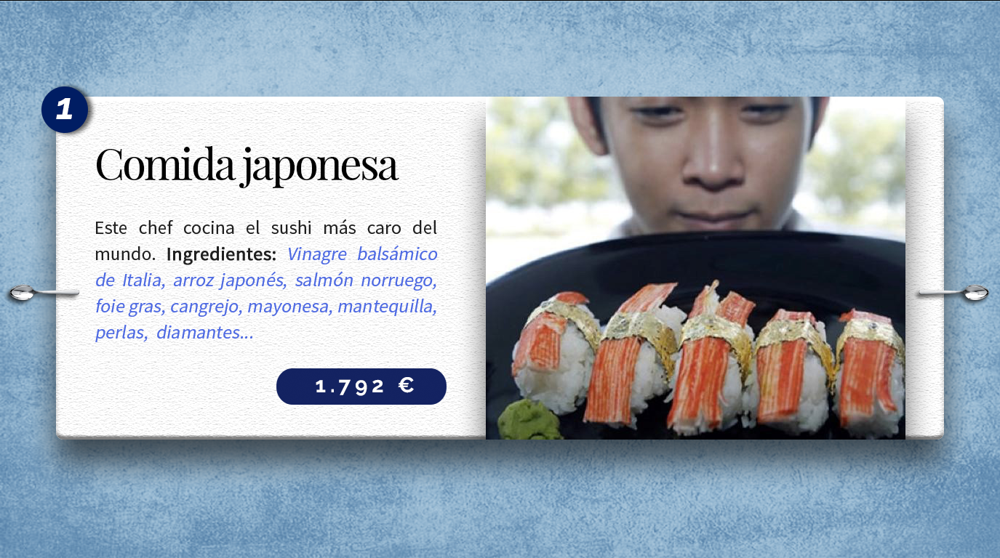 1
Comida japonesa
Este chef cocina el sushi más caro del
mundo. Ingredientes: Vinagre balsámico
de Italia, arroz japonés, salmón norruego,
foie gras, cangrejo, mayonesa, mantequilla,
perlas, diamantes...
1.792 €